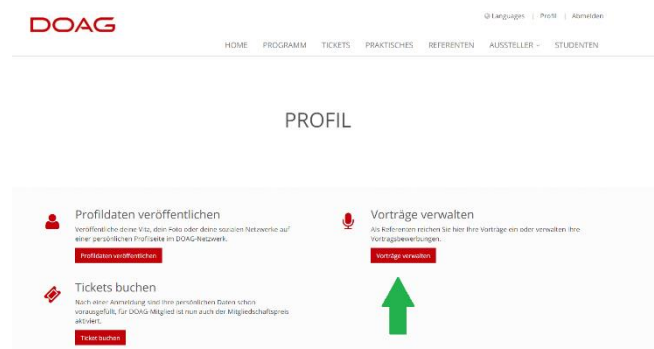 DOAG
Languages | Profil | Abmelden
HOME PROGRAMM TICKETS PRAKTISCHES REFERENTEN AUSSTELLER STUDENTEN
PROFIL
Profildaten veröffentlichen
Veröffentliche deine Vita, dein Foto oder deine sozialen Netzwerke auf
einer persönlichen Profilseite im DOAG-Netzwerk.
Profildaten veröffentlichen
Vorträge verwalten
Als Referenten reichen Sie hier Ihre Vorträge ein oder verwalten Ihre
Vortragsbewerbungen.
Vorträge verwalten
Tickets buchen
Nach einer Anmeldung sind Ihre persönlichen Daten schon
vorausgefüllt, für DOAG-Mitglied ist nun auch der Mitgliedschaftspreis
aktiviert.
Ticket buchen